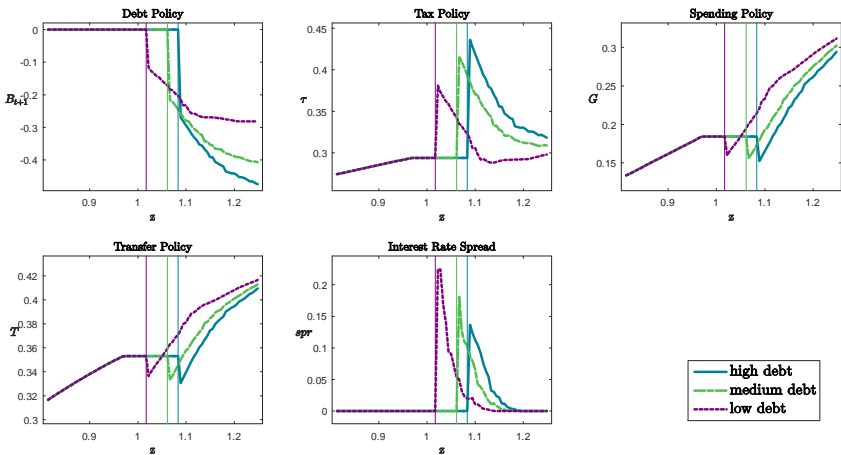 Debt Policy
0
-0.1
-0.2
-0.3
-0.4
B_{t+1}
0.9
1
1.1
1.2
z
Tax Policy
0.45
0.4
0.35
0.3
τ
0.9
1
1.1
1.2
z
Spending Policy
0.3
0.25
0.2
0.15
G
0.9
1
1.1
1.2
z
Transfer Policy
0.42
0.4
0.38
0.36
0.34
0.32
0.3
T
0.9
1
1.1
1.2
z
Interest Rate Spread
0.2
0.15
0.1
0.05
0
spr
0.9
1
1.1
1.2
z
high debt
medium debt
low debt